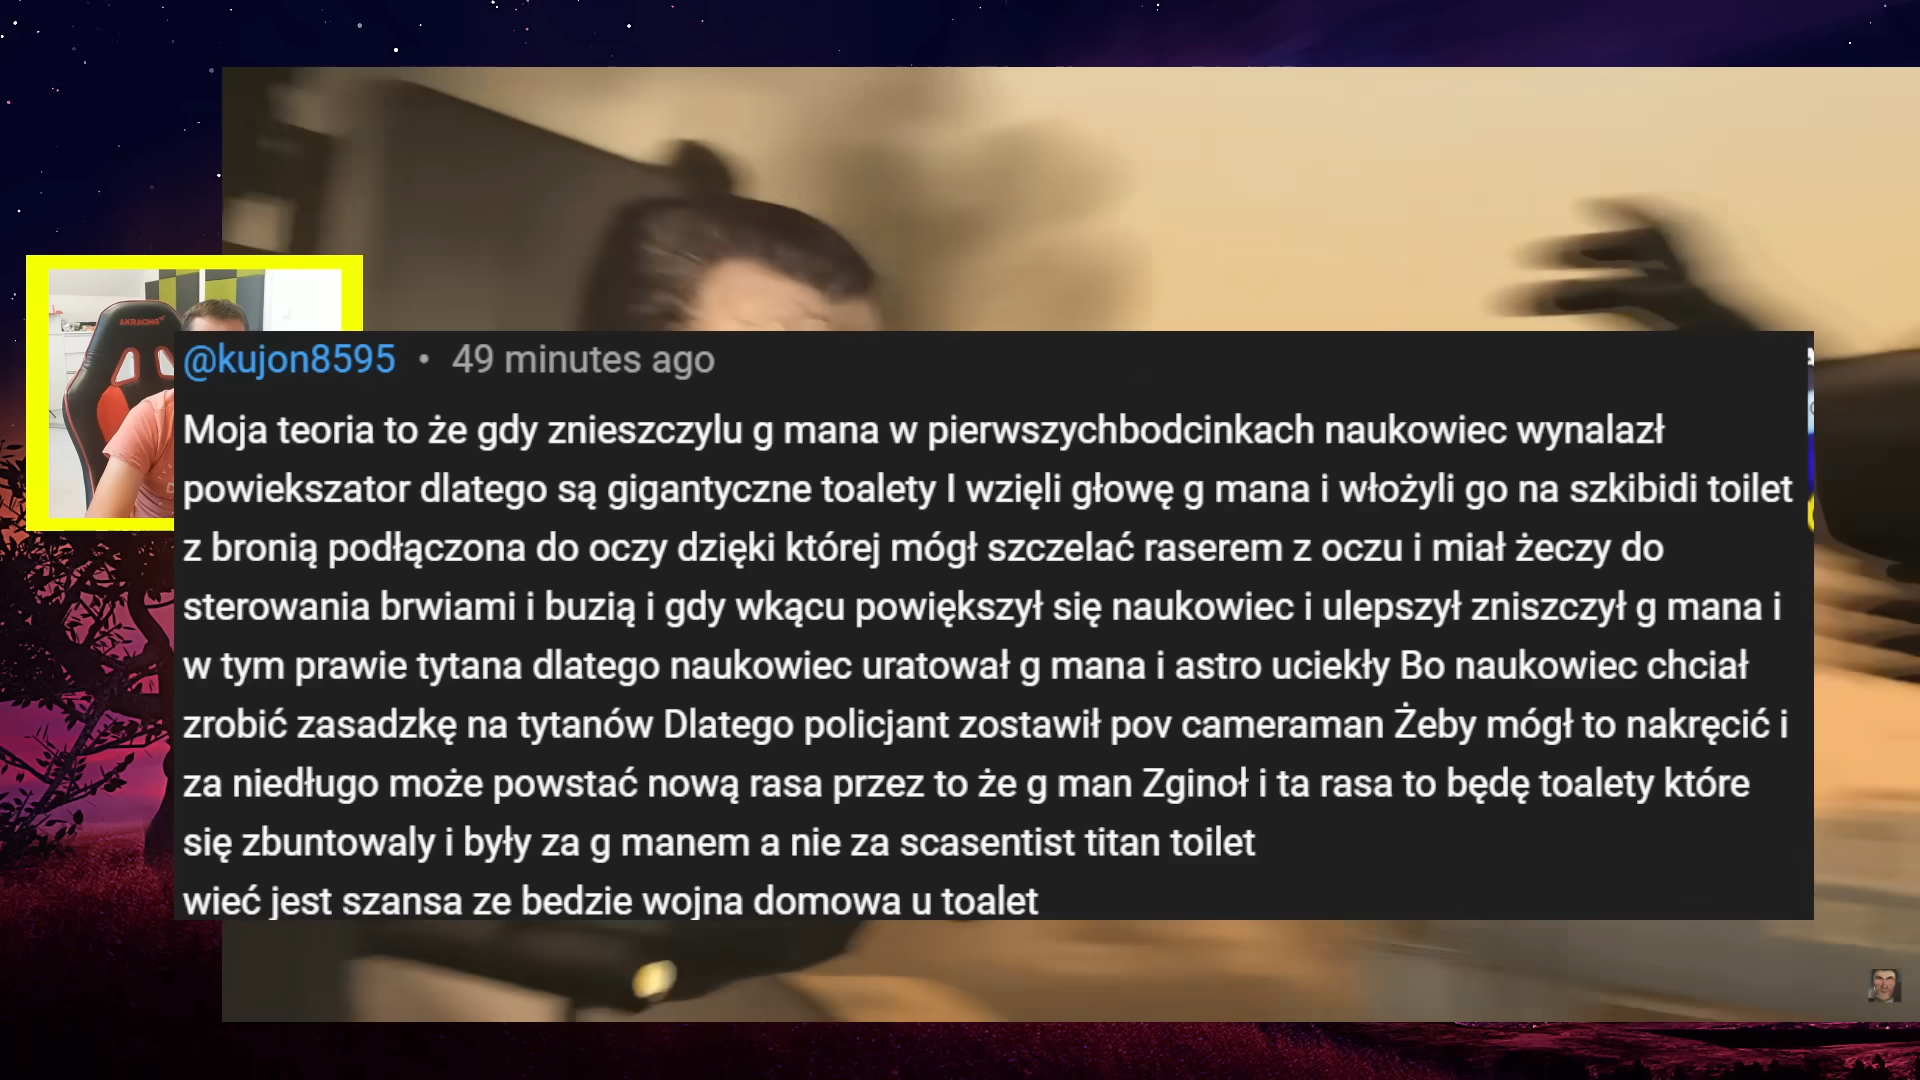 AKRACING
@kujon8595 • 49 minutes ago
Moja teoria to że gdy znieszczylu g mana w pierwszychbodcinkach naukowiec wynalazł
powiekszator dlatego są gigantyczne toalety I wzięli głowę g mana i włożyli go na szkibidi toilet
z bronią podłączona do oczy dzięki której mógł szczelać raserem z oczu i miał żeczy do
sterowania brwiami i buzią i gdy wkącu powiększył się naukowiec i ulepszył zniszczył g mana i
w tym prawie tytana dlatego naukowiec uratował g mana i astro uciekły Bo naukowiec chciał
zrobić zasadzkę na tytanów Dlatego policjant zostawił pov cameraman Żeby mógł to nakręcić i
za niedługo może powstać nową rasa przez to że g man Zginoł i ta rasa to będę toalety które
się zbuntowaly i były za g manem a nie za scasentist titan toilet
wieć jest szansa ze bedzie wojna domowa u toalet